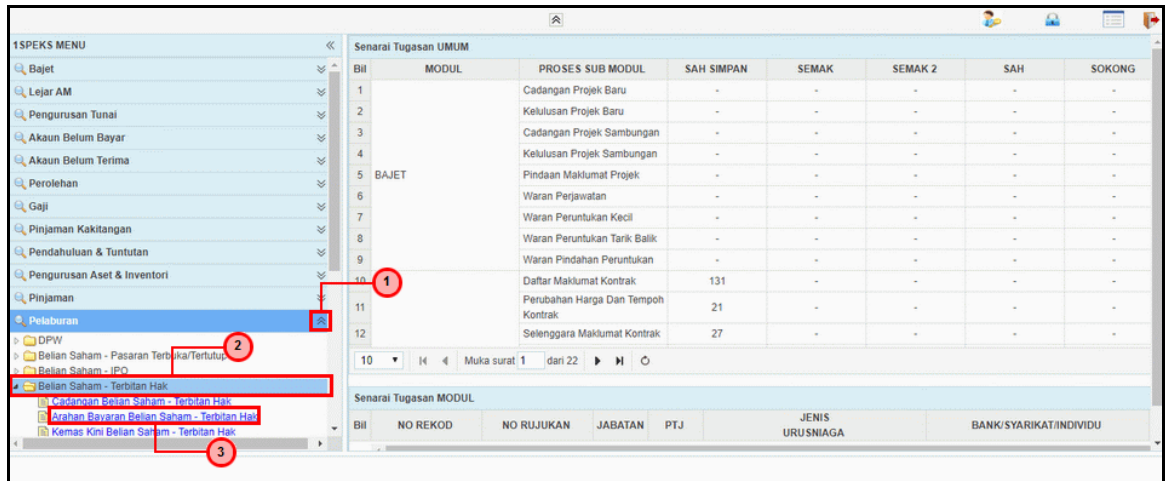 1SPEKS MENU
Bajet
Lejar AM
Pengurusan Tunai
Akaun Belum Bayar
Akaun Belum Terima
Perolehan
Gaji
Pinjaman Kakitangan
Pendahuluan & Tuntutan
Pengurusan Aset & Inventori
Pinjaman
Pelaburan
1
DPW
2
Belian Saham - Pasaran Terbuka/Tertutup
Belian Saham - IPO
Belian Saham - Terbitan Hak
Cadangan Belian Saham - Terbitan Hak
Arahan Bayaran Belian Saham - Terbitan Hak
Kemas Kini Belian Saham - Terbitan Hak
3
Senarai Tugasan UMUM
Bil MODUL PROSES SUB MODUL SAH SIMPAN SEMAK SEMAK 2 SAH SOKONG
1 Cadangan Projek Baru - - - - -
2 Kelulusan Projek Baru - - - - -
3 Cadangan Projek Sambungan - - - - -
4 Kelulusan Projek Sambungan - - - - -
5 BAJET Pindaan Maklumat Projek - - - - -
6 Waran Perjawatan - - - - -
7 Waran Peruntukan Kecil - - - - -
8 Waran Peruntukan Tarik Balik - - - - -
9 Waran Pindahan Peruntukan - - - - -
10 Daftar Maklumat Kontrak 131 - - - -
11 Perubahan Harga Dan Tempoh Kontrak 21 - - - -
12 Selenggara Maklumat Kontrak 27 - - - -
10 Muka surat 1 dari 22
Senarai Tugasan MODUL
Bil NO REKOD NO RUJUKAN JABATAN PTJ JENIS URUSNIAGA BANK/SYARIKAT/INDIVIDU